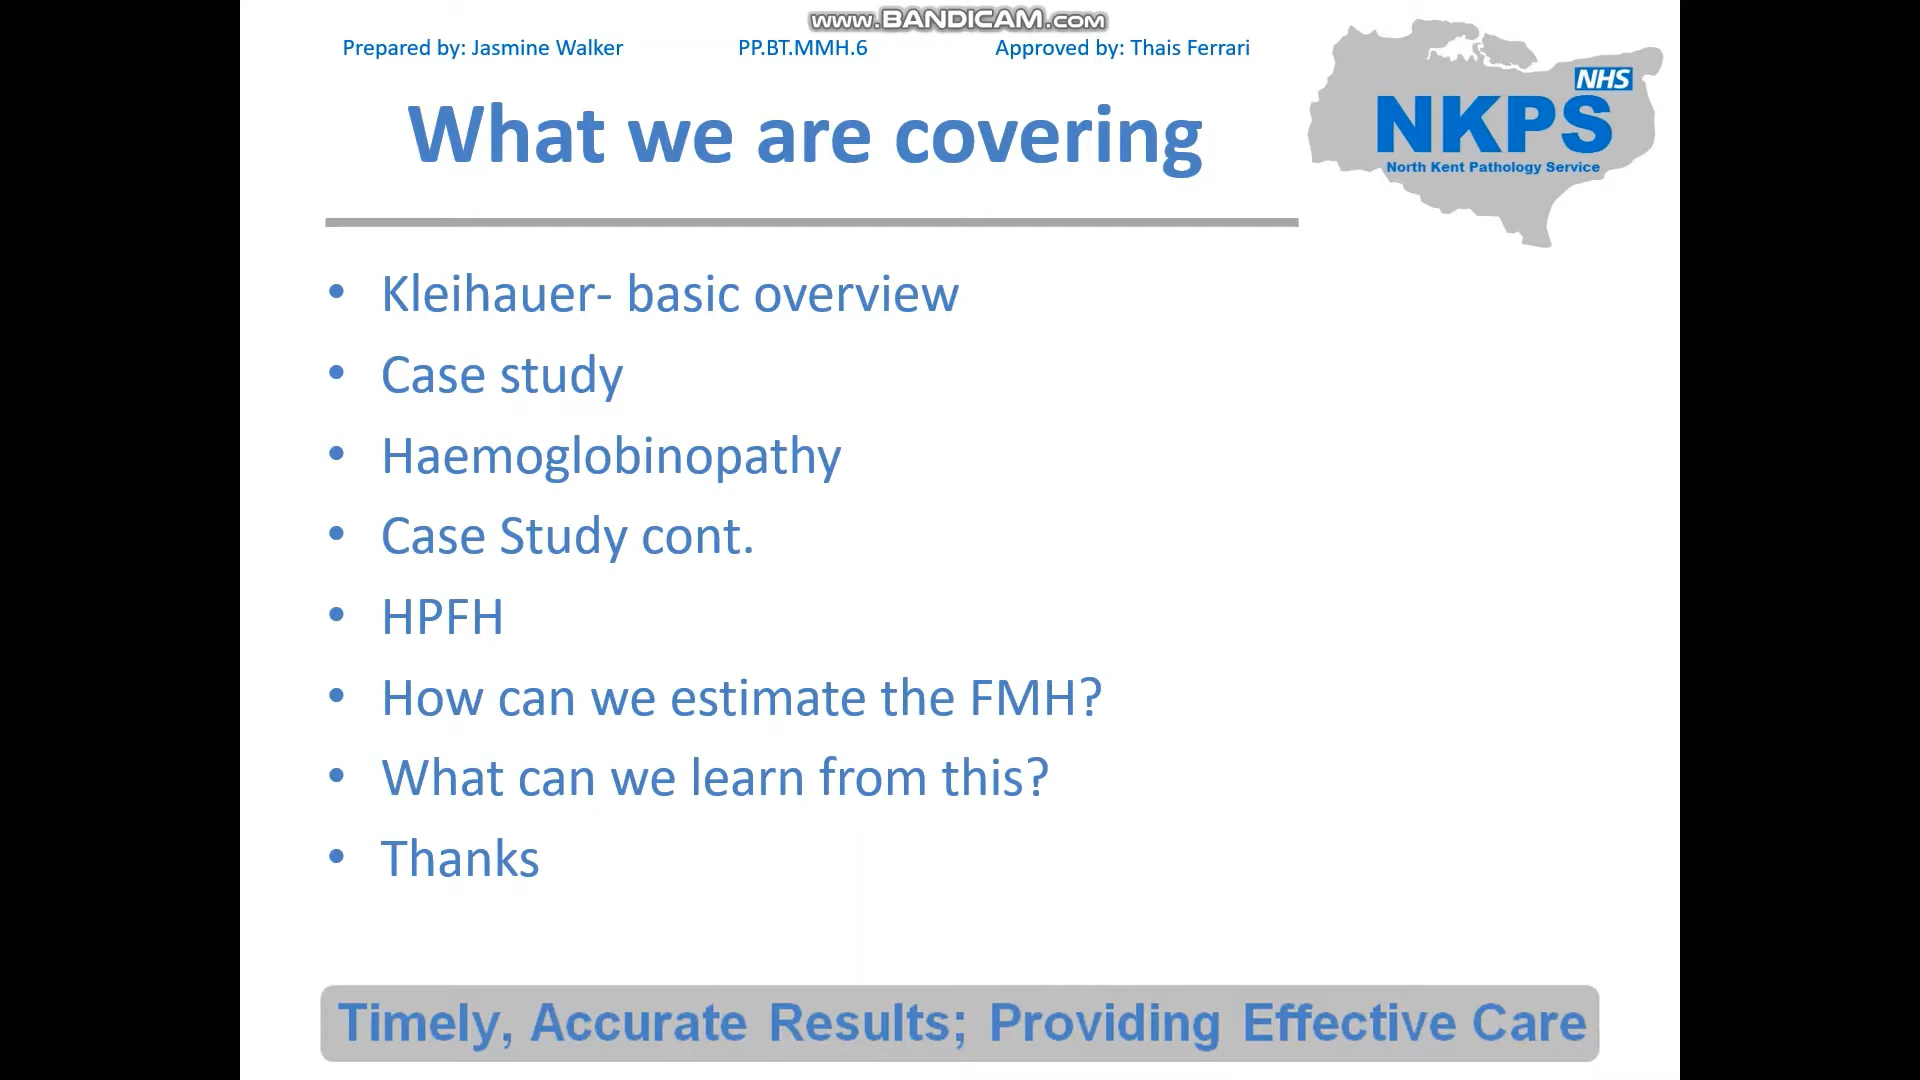 www.BANDICAM.com
Prepared by: Jasmine Walker PP.BT.MMH.6 Approved by: Thais Ferrari
NHS
What we are covering
NKPS
North Kent Pathology Service
• Kleihauer- basic overview
• Case study
• Haemoglobinopathy
• Case Study cont.
• HPFH
• How can we estimate the FMH?
• What can we learn from this?
• Thanks
Timely, Accurate Results; Providing Effective Care